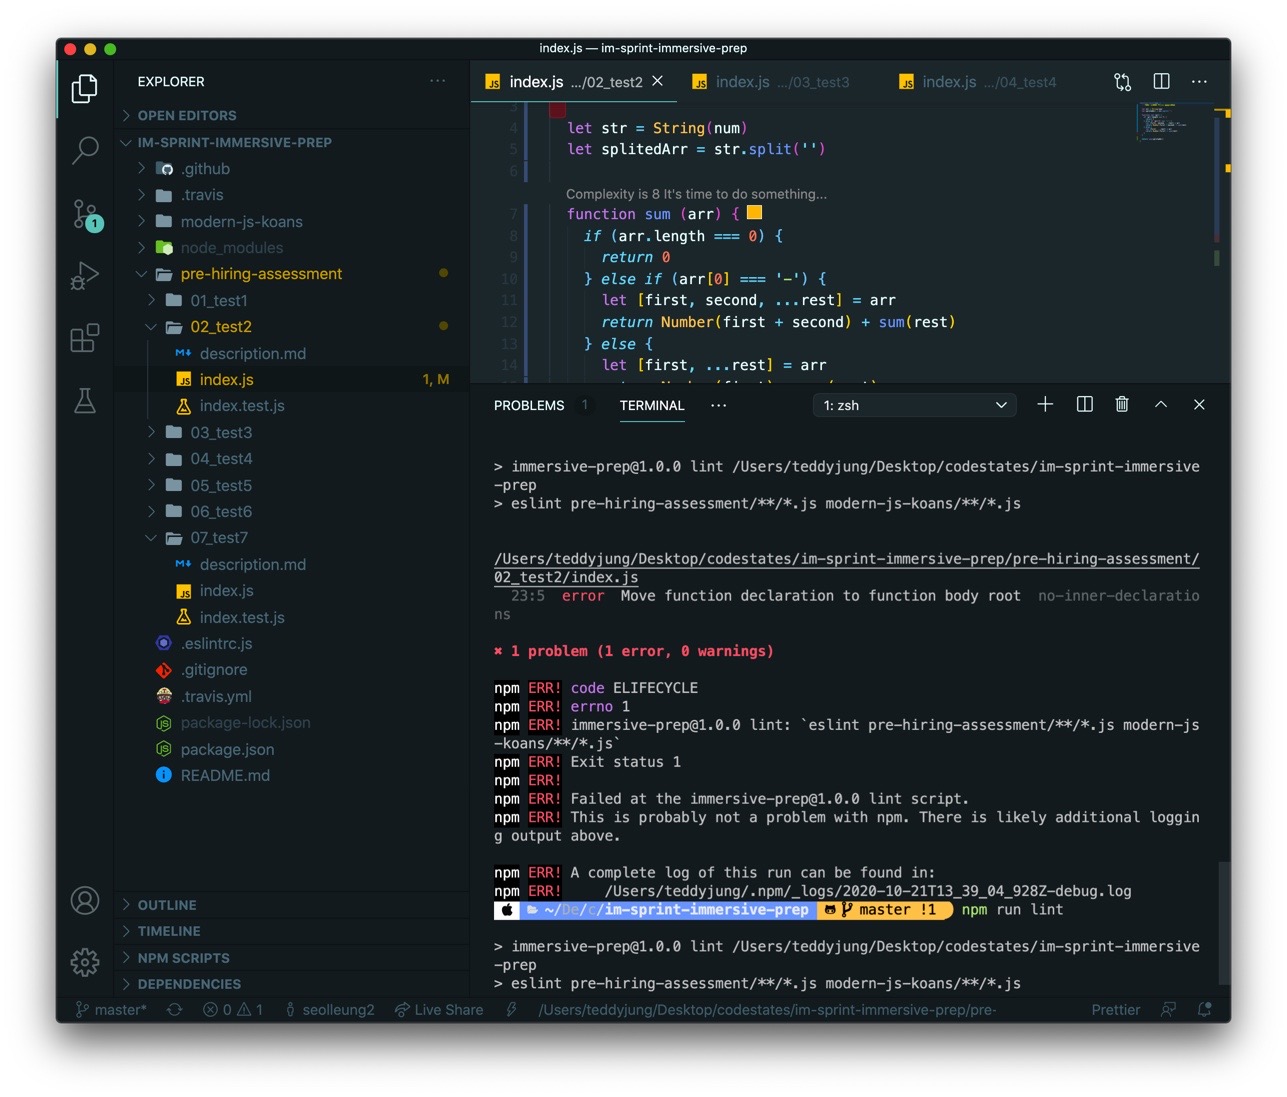 index.js — im-sprint-immersive-prep
EXPLORER
OPEN EDITORS
IM-SPRINT-IMMERSIVE-PREP
.github
.travis
modern-js-koans
node_modules
pre-hiring-assessment
01_test1
02_test2
description.md
index.js 1, M
index.test.js
03_test3
04_test4
05_test5
06_test6
07_test7
description.md
index.js
index.test.js
.eslintrc.js
.gitignore
.travis.yml
package-lock.json
package.json
README.md
OUTLINE
TIMELINE
NPM SCRIPTS
DEPENDENCIES
1
JS index.js .../02_test2
JS index.js .../03_test3
JS index.js .../04_test4
3
4 let str = String(num)
5 let splitedArr = str.split('')
6
Complexity is 8 It's time to do something...
7 function sum (arr) {
8 if (arr.length === 0) {
9 return 0
10 } else if (arr[0] === '-') {
11 let [first, second, ...rest] = arr
12 return Number(first + second) + sum(rest)
13 } else {
14 let [first, ...rest] = arr
PROBLEMS 1 TERMINAL ··· 1: zsh
> immersive-prep@1.0.0 lint /Users/teddyjung/Desktop/codestates/im-sprint-immersive
-prep
> eslint pre-hiring-assessment/**/*.js modern-js-koans/**/*.js
/Users/teddyjung/Desktop/codestates/im-sprint-immersive-prep/pre-hiring-assessment/
02_test2/index.js
23:5 error Move function declaration to function body root no-inner-declaratio
ns
✖ 1 problem (1 error, 0 warnings)
npm ERR! code ELIFECYCLE
npm ERR! errno 1
npm ERR! immersive-prep@1.0.0 lint: `eslint pre-hiring-assessment/**/*.js modern-js
-koans/**/*.js`
npm ERR! Exit status 1
npm ERR!
npm ERR! Failed at the immersive-prep@1.0.0 lint script.
npm ERR! This is probably not a problem with npm. There is likely additional loggin
g output above.
npm ERR! A complete log of this run can be found in:
npm ERR! /Users/teddyjung/.npm/_logs/2020-10-21T13_39_04_928Z-debug.log
~/De/c/im-sprint-immersive-prep master !1 npm run lint
> immersive-prep@1.0.0 lint /Users/teddyjung/Desktop/codestates/im-sprint-immersive
-prep
> eslint pre-hiring-assessment/**/*.js modern-js-koans/**/*.js
master* 0 1 seolleung2 Live Share /Users/teddyjung/Desktop/codestates/im-sprint-immersive-prep/pre- Prettier